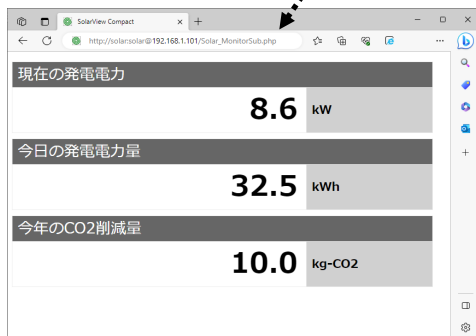 SolarView Compact
http://solar:solar@192.168.1.101/Solar_MonitorSub.php
現在の発電電力
8.6 kW
今日の発電電力量
32.5 kWh
今年のCO2削減量
10.0 kg-CO2